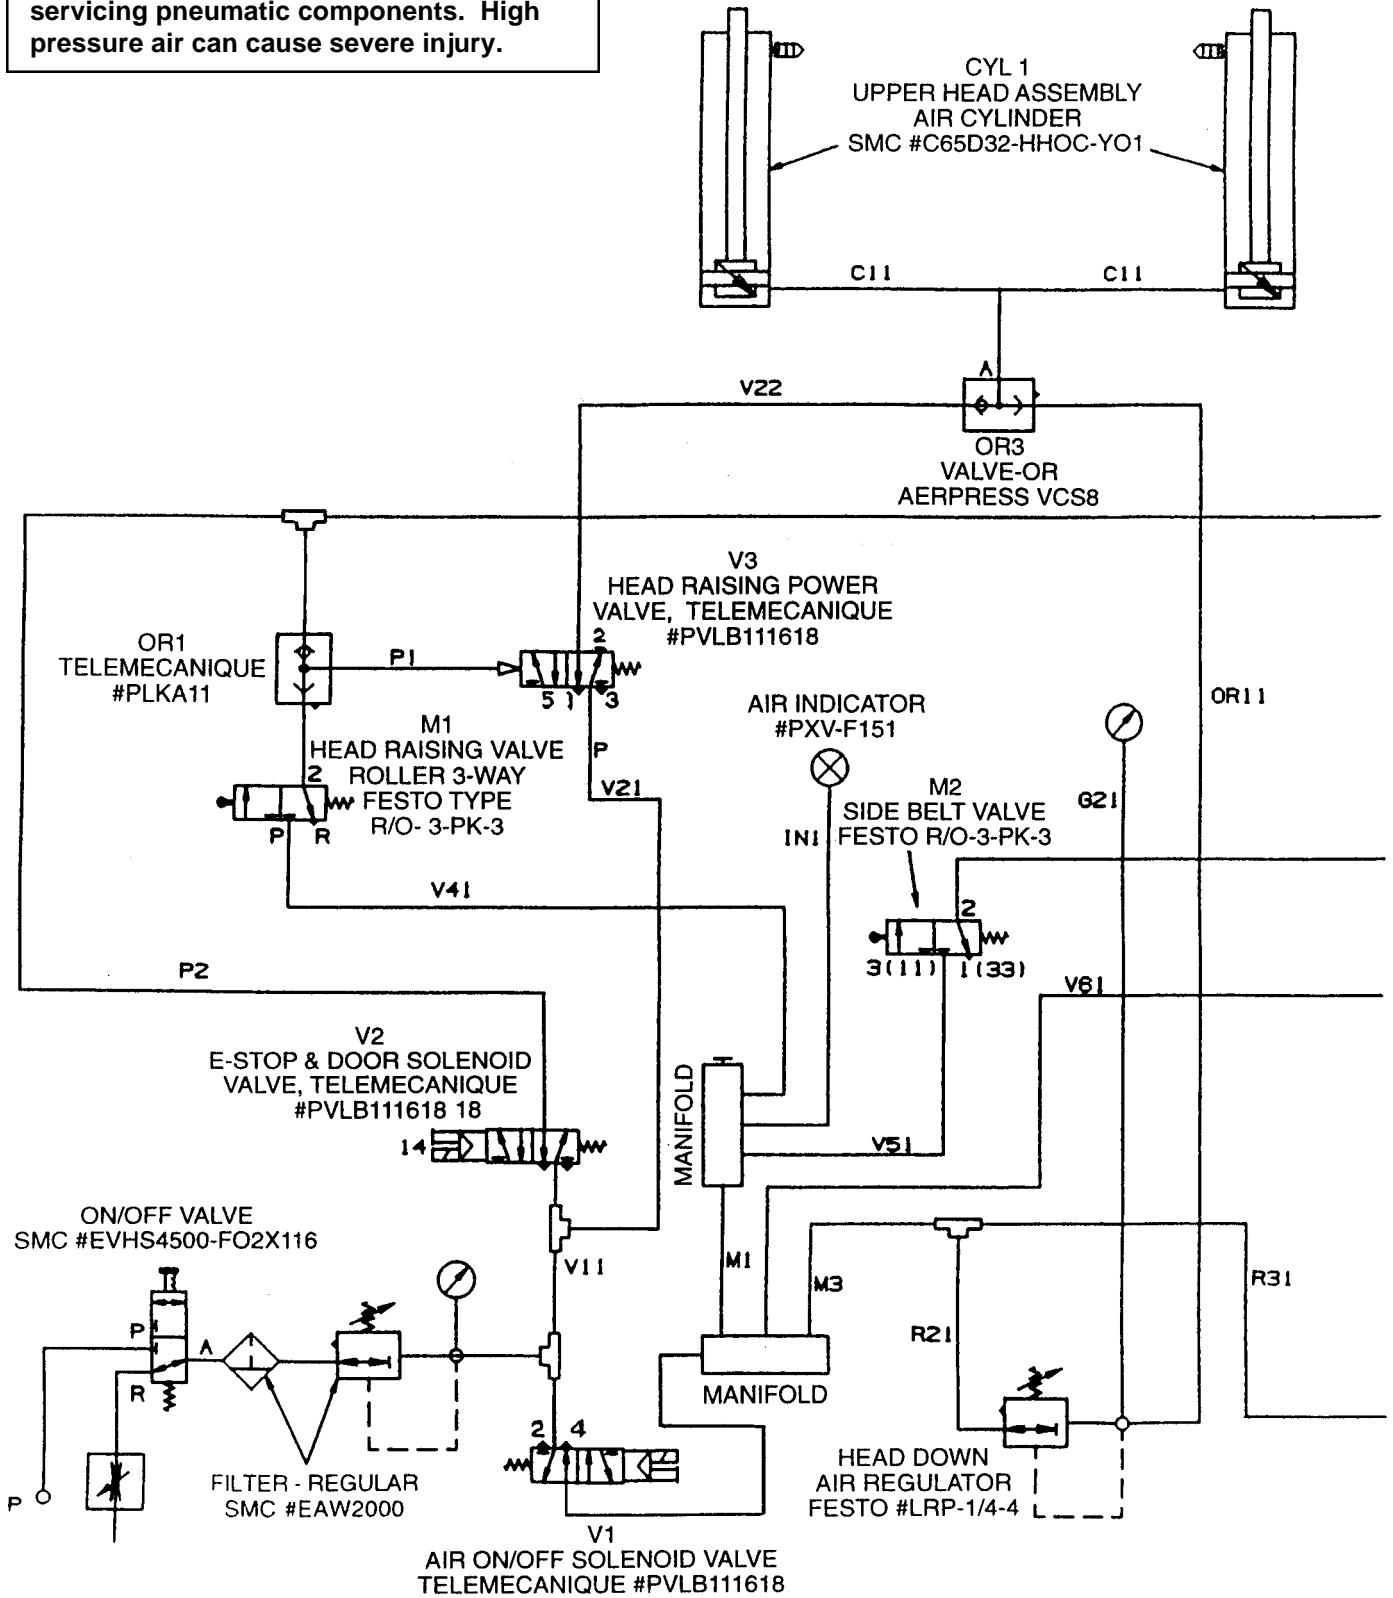 servicing pneumatic components.  High
pressure air can cause severe injury.
CYL 1
UPPER HEAD ASSEMBLY
AIR CYLINDER
SMC #C65D32-HHOC-YO1
C11
C11
A
V22
OR3
VALVE-OR
AERPRESS VCS8
V3
HEAD RAISING POWER
VALVE,  TELEMECANIQUE
#PVLB111618
2
OR1
TELEMECANIQUE
#PLKA11
P1
5
1
3
OR11
AIR INDICATOR
#PXV-F151
M1
HEAD RAISING VALVE
ROLLER 3-WAY
FESTO TYPE
R/O- 3-PK-3
2
P
R
P
V21
G21
M2
SIDE BELT VALVE
FESTO R/O-3-PK-3
IN1
V41
2
3(11)
1(33)
P2
V61
V2
E-STOP & DOOR SOLENOID
VALVE, TELEMECANIQUE
#PVLB111618 18
14
MANIFOLD
V51
ON/OFF VALVE
SMC #EVHS4500-FO2X116
V11
M1
M3
R31
P
A
R
R21
MANIFOLD
2
4
FILTER - REGULAR
SMC #EAW2000
P
HEAD DOWN
AIR REGULATOR
FESTO #LRP-1/4-4
V1
AIR ON/OFF SOLENOID VALVE
TELEMECANIQUE #PVLB111618